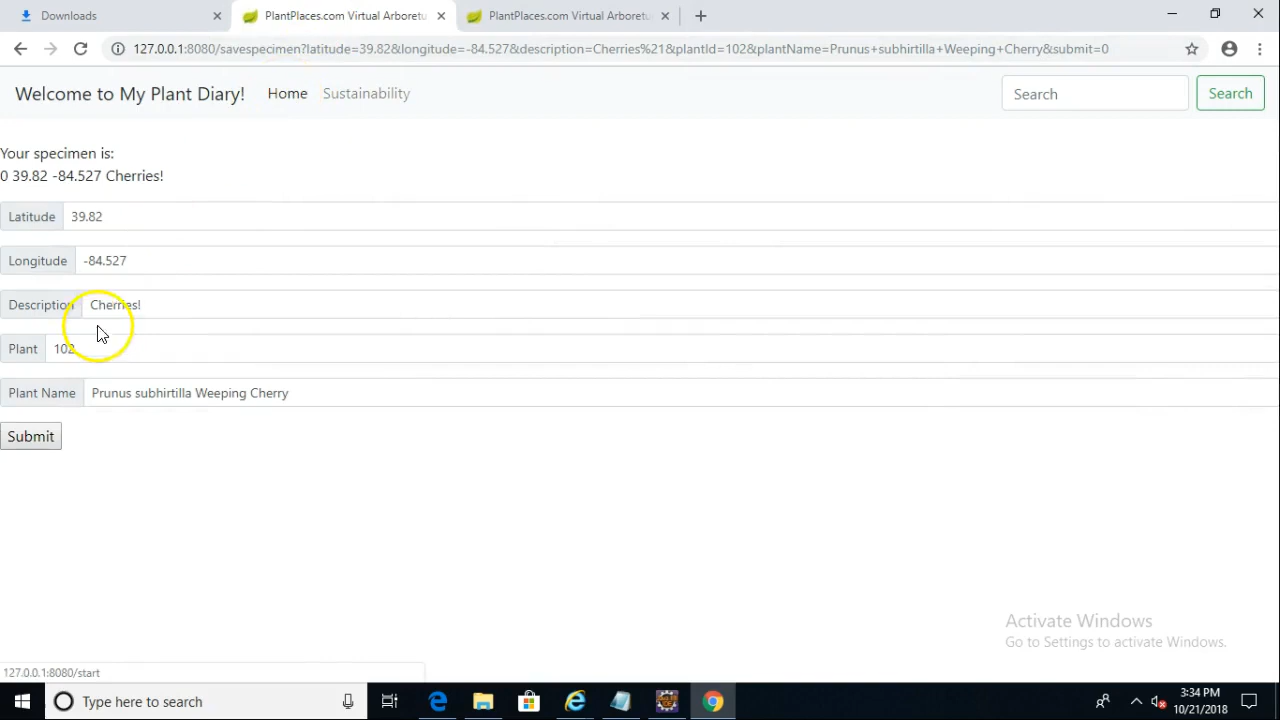 Downloads
PlantPlaces.com Virtual Arboretu
PlantPlaces.com Virtual Arboretu
127.0.0.1:8080/savespecimen?latitude=39.82&longitude=-84.527&description=Cherries%21&plantId=102&plantName=Prunus+subhirtilla+Weeping+Cherry&submit=0
Welcome to My Plant Diary! Home Sustainability Search Search
Your specimen is:
0 39.82 -84.527 Cherries!
Latitude 39.82
Longitude -84.527
Description Cherries!
Plant 102
Plant Name Prunus subhirtilla Weeping Cherry
Submit
Activate Windows
Go to Settings to activate Windows.
127.0.0.1:8080/start
Type here to search
3:34 PM
10/21/2018